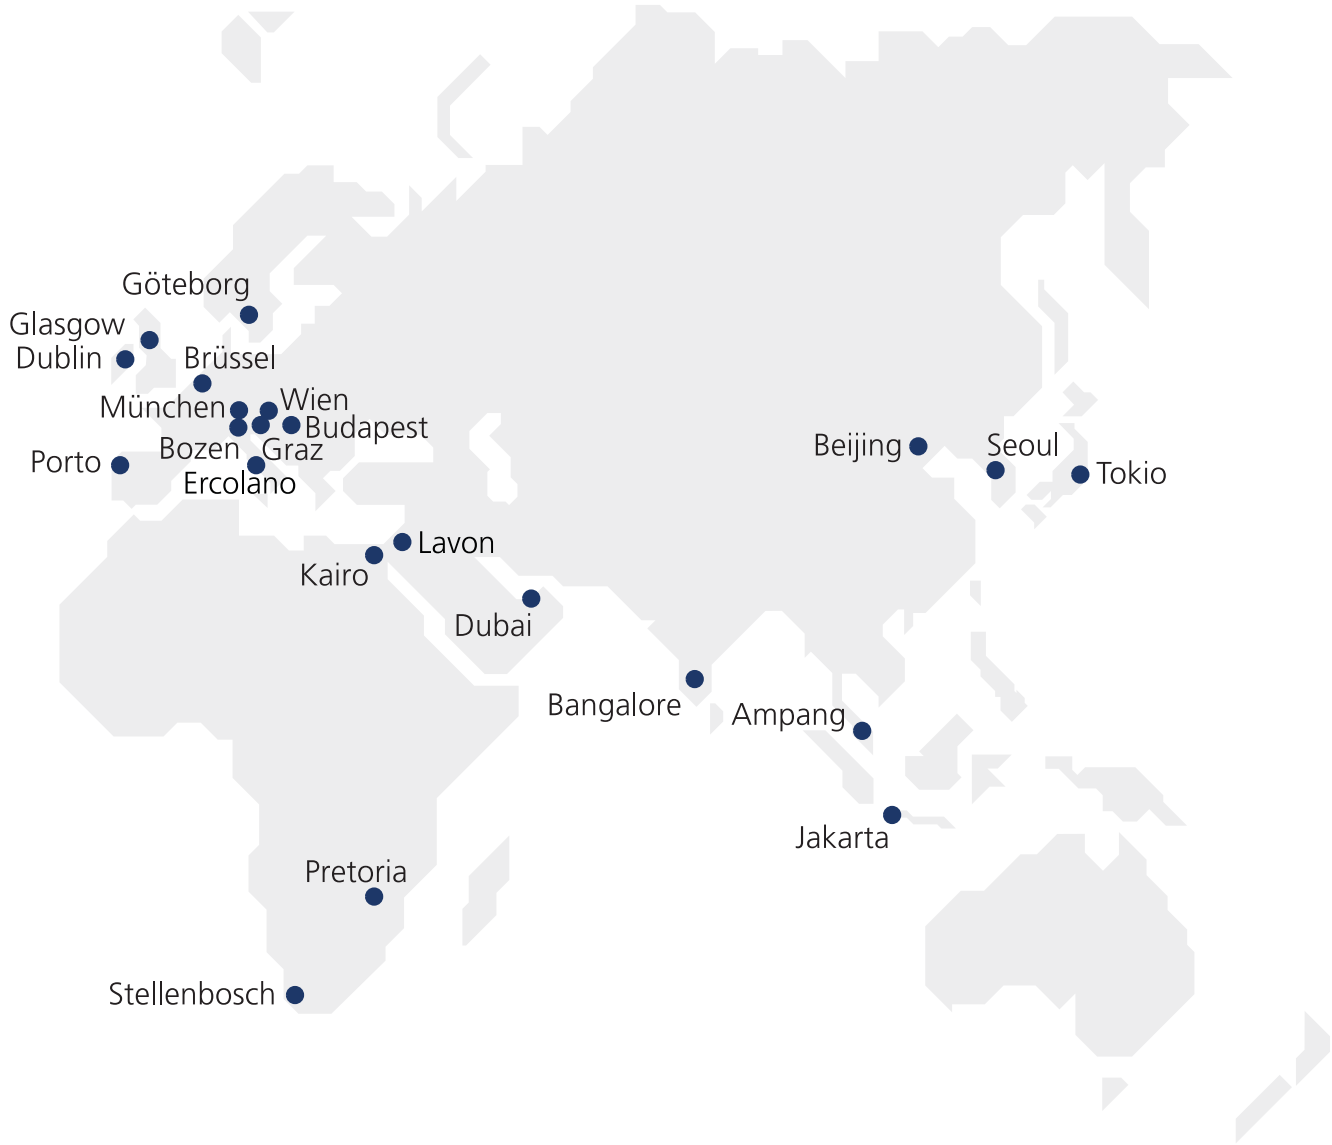 Göteborg
Glasgow
Dublin
Brüssel
Wien
München
Budapest
Bozen
Graz
Porto
Ercolano
Beijing
Seoul
Tokio
Lavon
Kairo
Dubai
Bangalore
Ampang
Jakarta
Pretoria
Stellenbosch